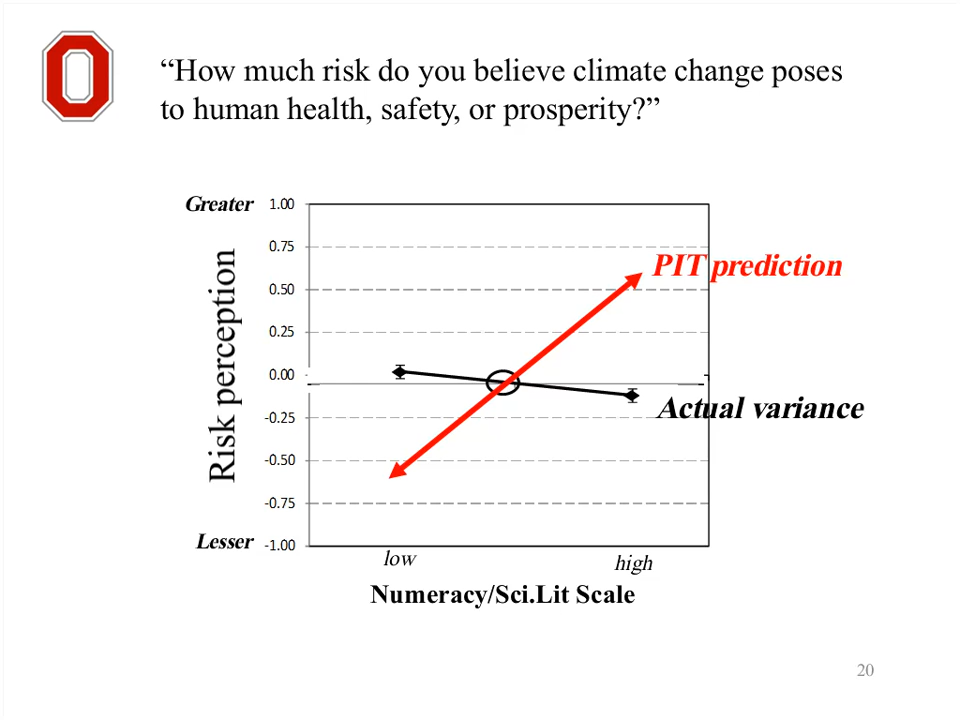 “How much risk do you believe climate change poses
to human health, safety, or prosperity?”
Greater
1.00
0.75
PIT prediction
0.50
0.25
0.00
Risk perception
Actual variance
-0.25
-0.50
-0.75
Lesser
-1.00
low
high
Numeracy/Sci.Lit Scale
20